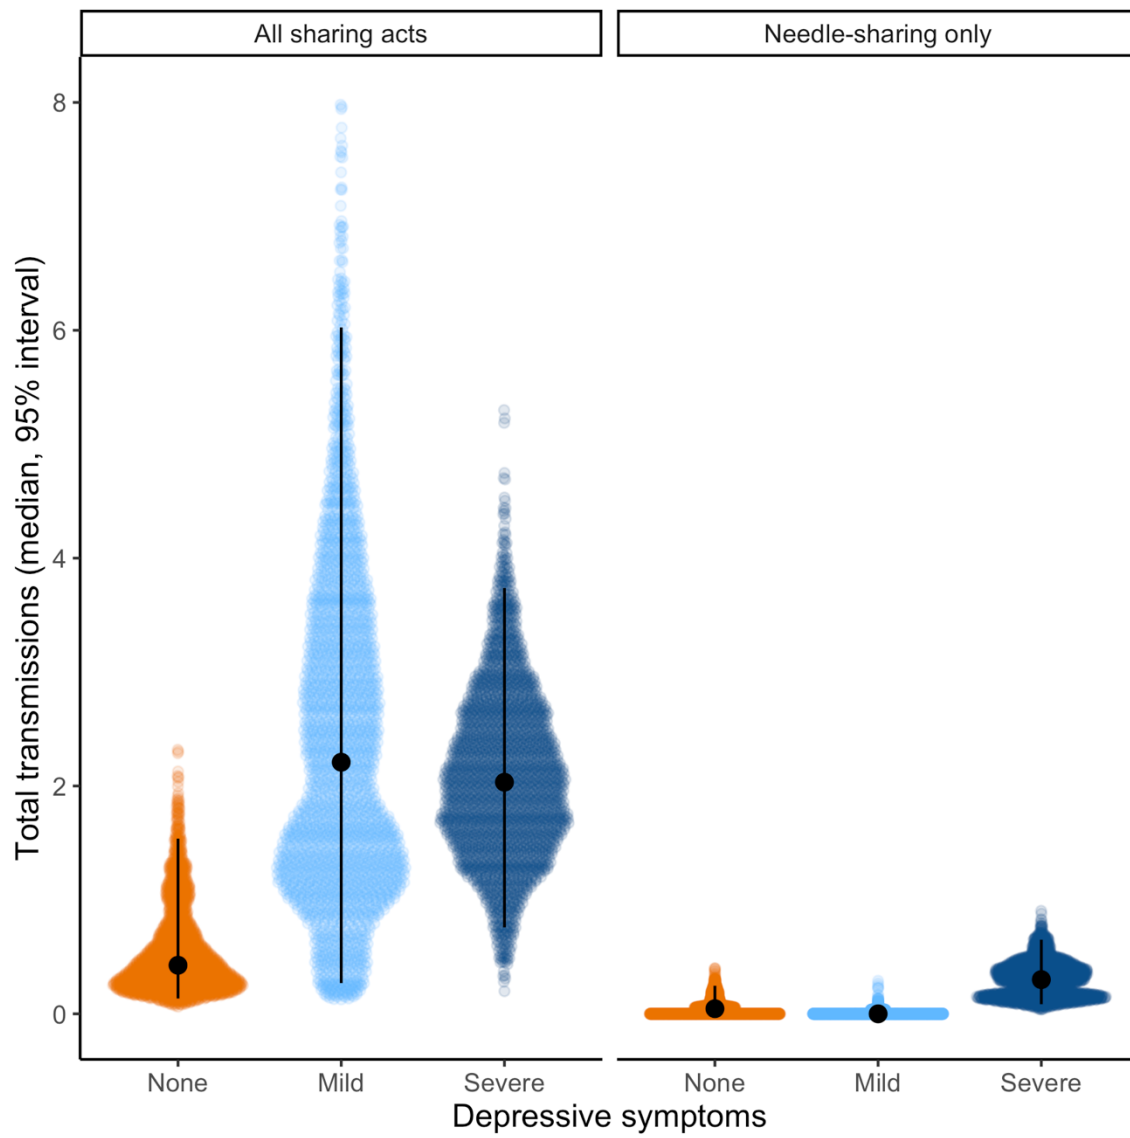 All sharing acts
Needle-sharing only
Total transmissions (median, 95% interval)
8
6
4
2
0
None
Mild
Severe
None
Mild
Severe
Depressive symptoms